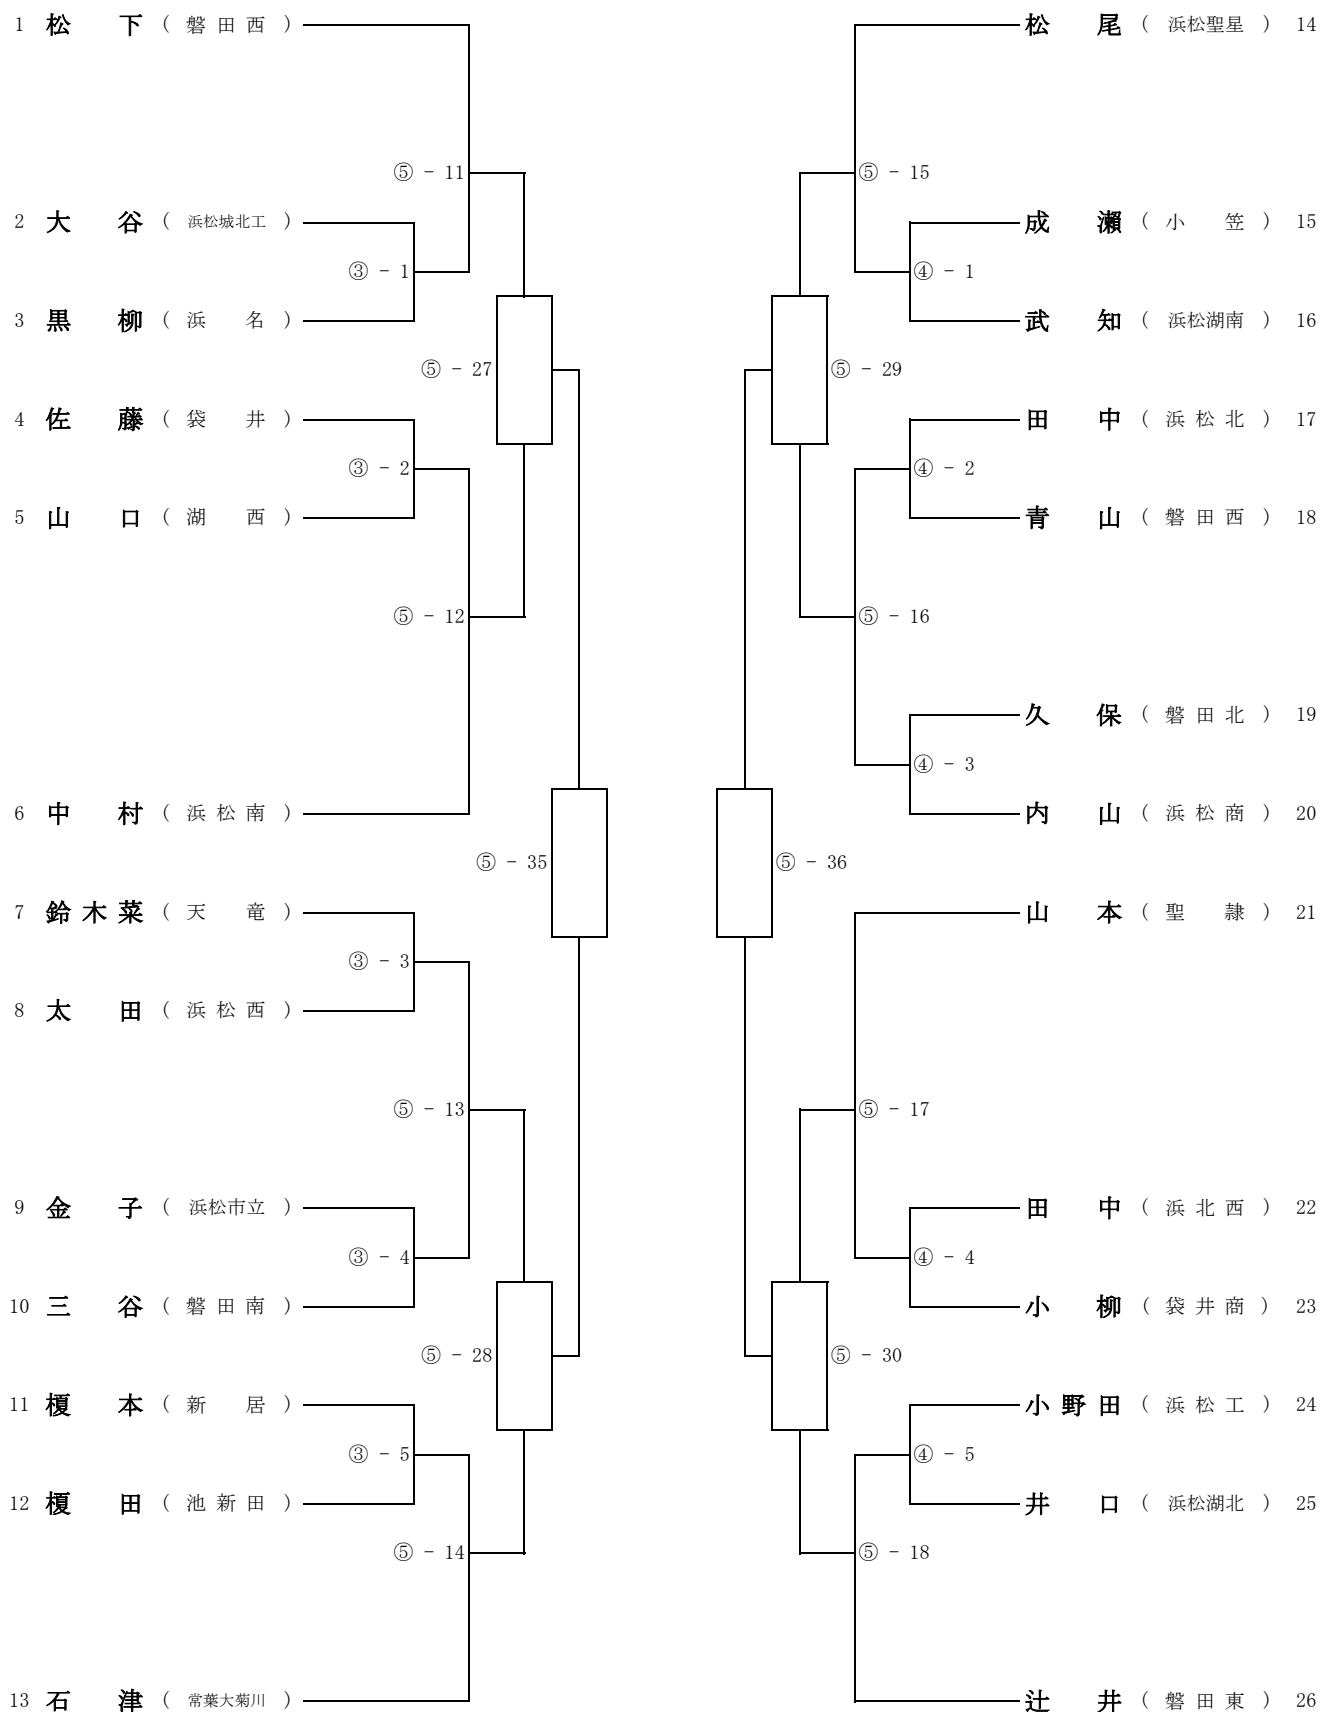 1 松 下 ( 磐 田 西 ) 松 尾 ( 浜松聖星 ) 14
⑤ - 11 ⑤ - 15
2 大 谷 ( 浜松城北工 ) 成 瀬 ( 小 笠 ) 15
③ - 1 ④ - 1
3 黒 柳 ( 浜 名 ) 武 知 ( 浜松湖南 ) 16
⑤ - 27 ⑤ - 29
4 佐 藤 ( 袋 井 ) 田 中 ( 浜 松 北 ) 17
③ - 2 ④ - 2
5 山 口 ( 湖 西 ) 青 山 ( 磐 田 西 ) 18
⑤ - 12 ⑤ - 16
久 保 ( 磐 田 北 ) 19
④ - 3
6 中 村 ( 浜 松 南 ) 内 山 ( 浜 松 商 ) 20
⑤ - 35 ⑤ - 36
7 鈴 木 菜 ( 天 竜 ) 山 本 ( 聖 隷 ) 21
③ - 3
8 太 田 ( 浜 松 西 )
⑤ - 13 ⑤ - 17
9 金 子 ( 浜松市立 ) 田 中 ( 浜 北 西 ) 22
③ - 4 ④ - 4
10 三 谷 ( 磐 田 南 ) 小 柳 ( 袋 井 商 ) 23
⑤ - 28 ⑤ - 30
11 榎 本 ( 新 居 ) 小 野 田 ( 浜 松 工 ) 24
③ - 5 ④ - 5
12 榎 田 ( 池 新 田 ) 井 口 ( 浜松湖北 ) 25
⑤ - 14 ⑤ - 18
13 石 津 ( 常葉大菊川 ) 辻 井 ( 磐 田 東 ) 26